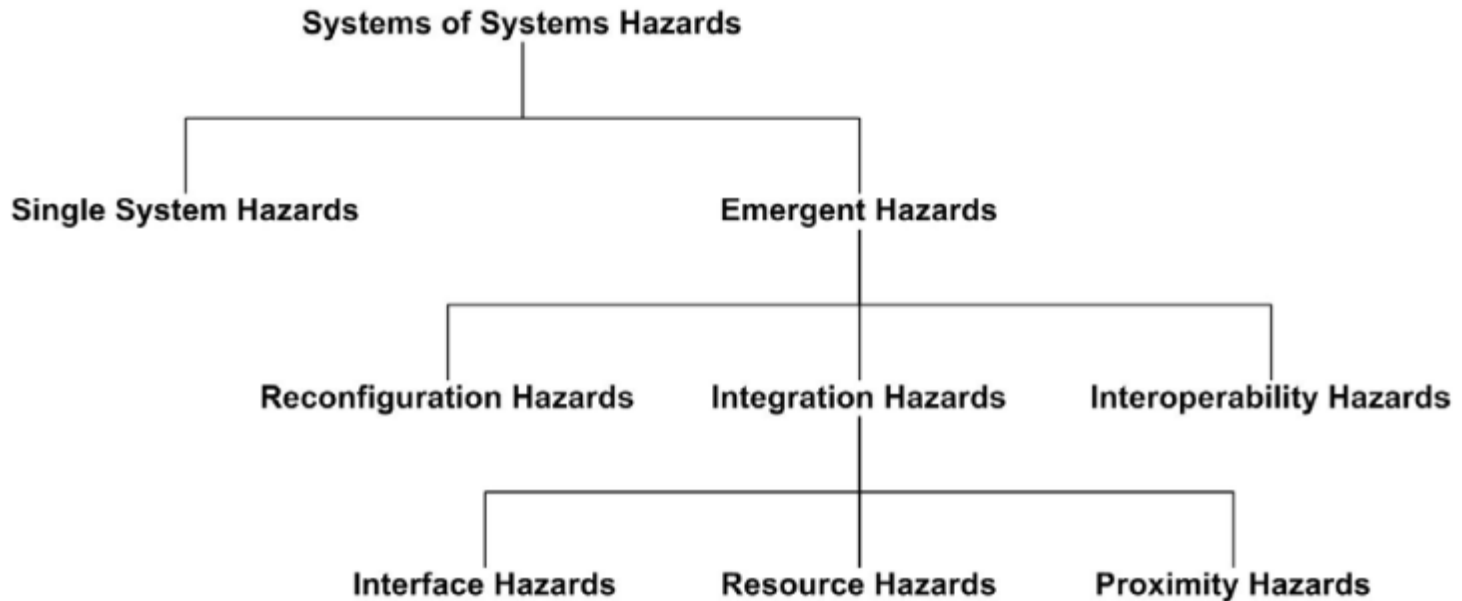 Systems of Systems Hazards
Single System Hazards
Emergent Hazards
Reconfiguration Hazards
Integration Hazards
Interoperability Hazards
Interface Hazards
Resource Hazards
Proximity Hazards